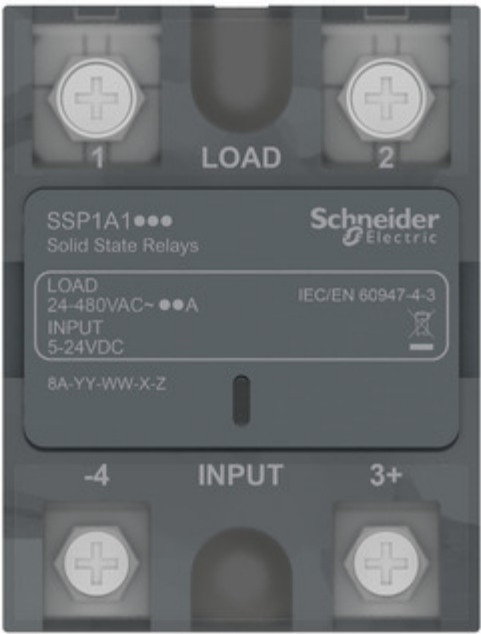 1 LOAD 2
SSP1A1●●●
Solid State Relays
Schneider
Electric
LOAD
24-480VAC~ ●●A
INPUT
5-24VDC
IEC/EN 60947-4-3
8A-YY-WW-X-Z
-4 INPUT 3+